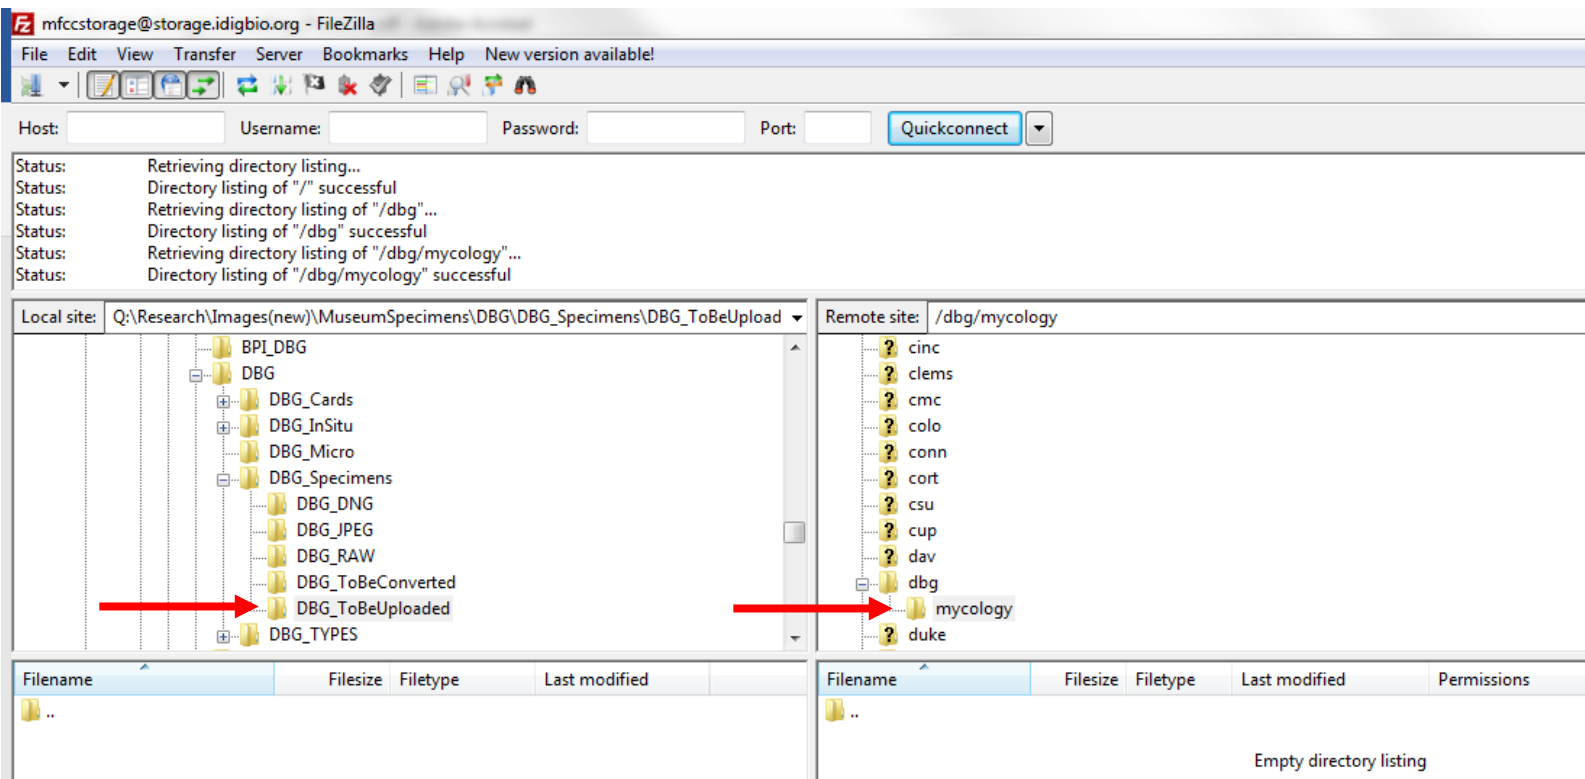 mfccstorage@storage.idigbio.org - FileZilla
File Edit View Transfer Server Bookmarks Help New version available!
Host: Username: Password: Port: Quickconnect
Status: Retrieving directory listing...
Status: Directory listing of "/" successful
Status: Retrieving directory listing of "/dbg"...
Status: Directory listing of "/dbg" successful
Status: Retrieving directory listing of "/dbg/mycology"...
Status: Directory listing of "/dbg/mycology" successful
Local site: Q:\Research\Images(new)\MuseumSpecimens\DBG\DBG_Specimens\DBG_ToBeUpload
BPI_DBG
DBG
DBG_Cards
DBG_InSitu
DBG_Micro
DBG_Specimens
DBG_DNG
DBG_JPEG
DBG_RAW
DBG_ToBeConverted
DBG_ToBeUploaded
DBG_TYPES
Filename Filesize Filetype Last modified
..
Remote site: /dbg/mycology
cinc
clems
cmc
colo
conn
cort
csu
cup
dav
dbg
mycology
duke
Filename Filesize Filetype Last modified Permissions
..
Empty directory listing